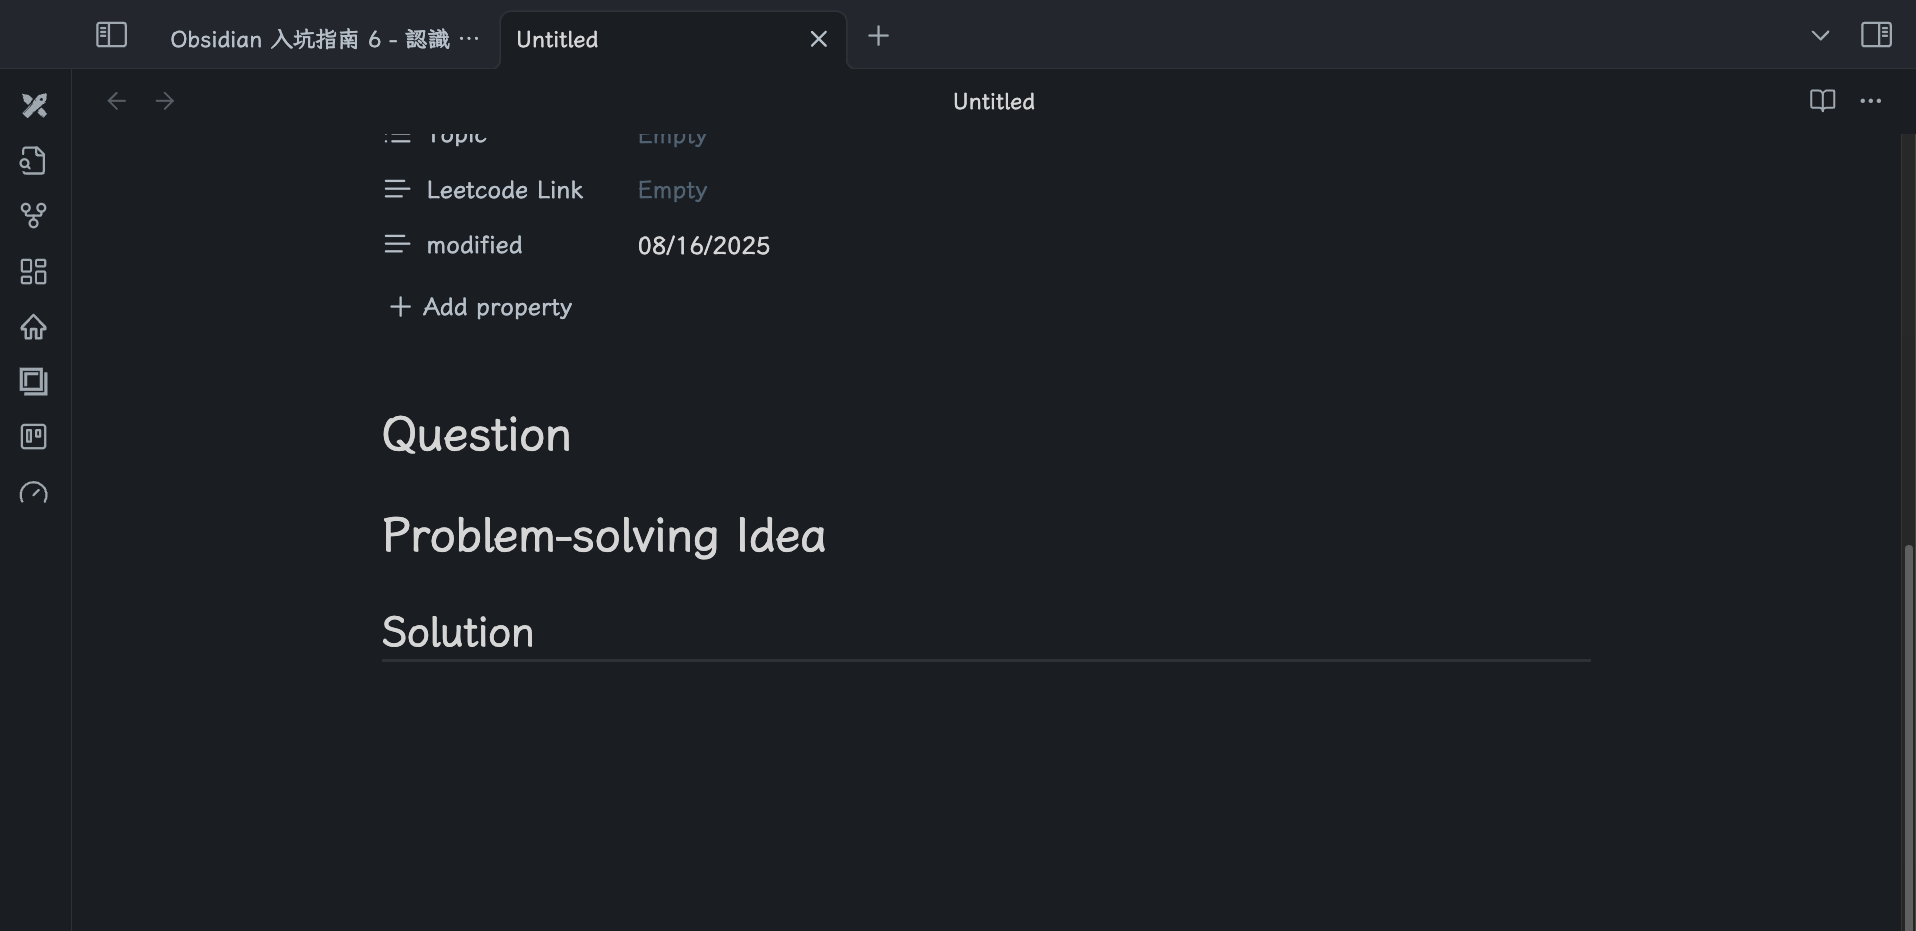 Obsidian 入坑指南 6 - 認識 ···
Untitled
Untitled
Topic Empty
Leetcode Link Empty
modified 08/16/2025
Add property
Question
Problem-solving Idea
Solution